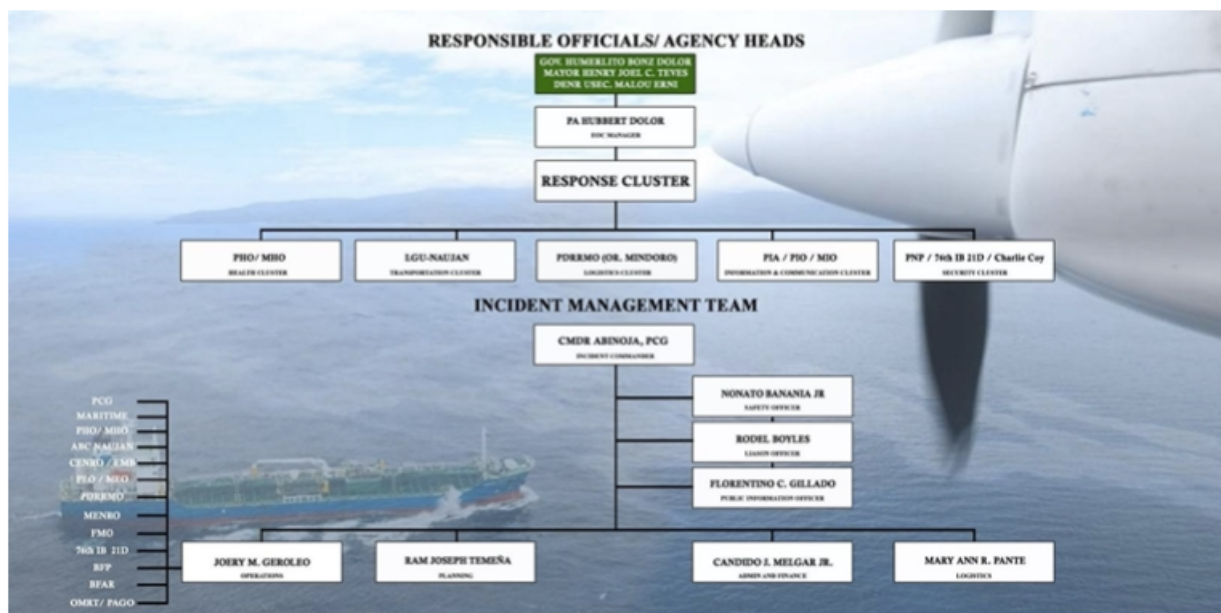 RESPONSIBLE OFFICIALS/ AGENCY HEADS
GOV. HUMERLITO BONZ DOLOR
MAYOR HENRY JOEL C. TEVES
DENR USEC. MALOU ERNI
PA HUBBERT DOLOR
EOC MANAGER
RESPONSE CLUSTER
PHO/ MHO
HEALTH CLUSTER
LGU-NAUJAN
TRANSPORTATION CLUSTER
PDRRMO (OR. MINDORO)
LOGISTICS CLUSTER
PIA / PIO / MIO
INFORMATION & COMMUNICATION CLUSTER
PNP / 76th IB 21D / Charlie Coy
SECURITY CLUSTER
INCIDENT MANAGEMENT TEAM
CMDR ABINOJA, PCG
INCIDENT COMMANDER
NONATO BANANIA JR
SAFETY OFFICER
RODEL BOYLES
LIAISON OFFICER
FLORENTINO C. GILLADO
PUBLIC INFORMATION OFFICER
PCG
MARITIME
PHO/ MHO
ABC NAUJAN
CENRO / EMB
PLO / MEO
PDRRMO
MENRO
FMO
76th IB 21D
BFP
BFAR
OMRT/ PAGO
JOERY M. GEROLEO
OPERATIONS
RAM JOSEPH TEMEÑA
PLANNING
CANDIDO J. MELGAR JR.
ADMIN AND FINANCE
MARY ANN R. PANTE
LOGISTICS